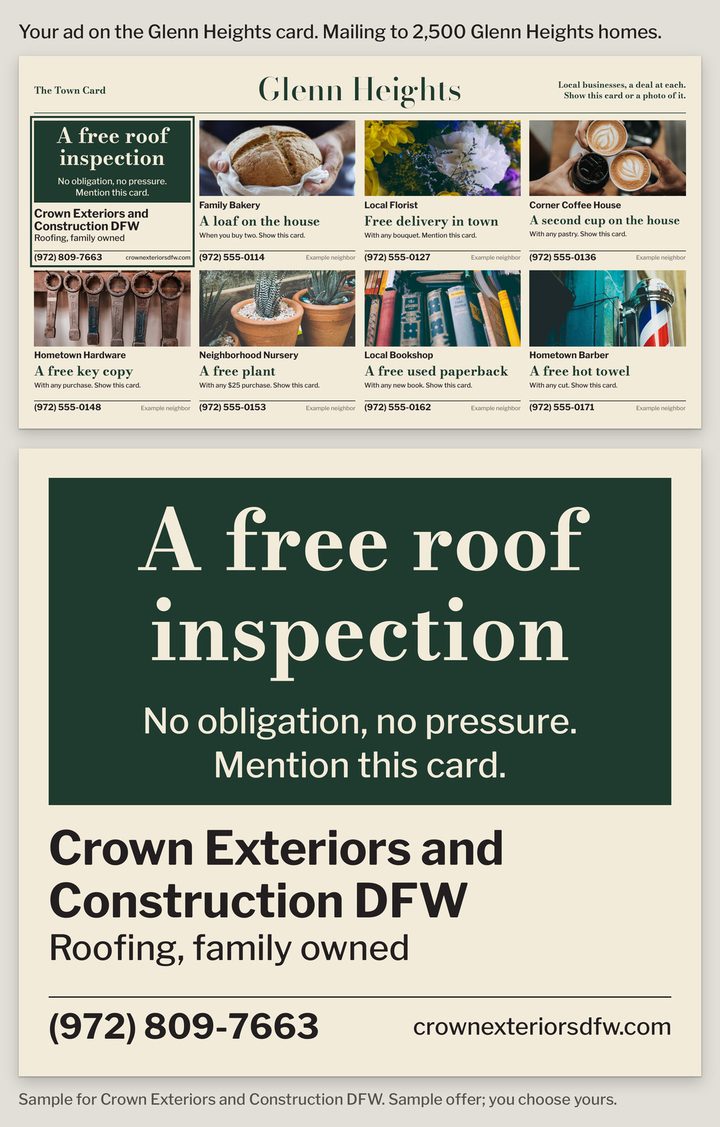 Your ad on the Glenn Heights card. Mailing to 2,500 Glenn Heights homes.
The Town Card
Glenn Heights
Local businesses, a deal at each.
Show this card or a photo of it.
A free roof
inspection
No obligation, no pressure.
Mention this card.
Crown Exteriors and
Construction DFW
Roofing, family owned
(972) 809-7663
crownexteriorsdfw.com
Family Bakery
A loaf on the house
When you buy two. Show this card.
(972) 555-0114
Example neighbor
Local Florist
Free delivery in town
With any bouquet. Mention this card.
(972) 555-0127
Example neighbor
Corner Coffee House
A second cup on the house
With any pastry. Show this card.
(972) 555-0136
Example neighbor
Hometown Hardware
A free key copy
With any purchase. Show this card.
(972) 555-0148
Example neighbor
Neighborhood Nursery
A free plant
With any $25 purchase. Show this card.
(972) 555-0153
Example neighbor
Local Bookshop
A free used paperback
With any new book. Show this card.
(972) 555-0162
Example neighbor
Hometown Barber
A free hot towel
With any cut. Show this card.
(972) 555-0171
Example neighbor
A free roof
inspection
No obligation, no pressure.
Mention this card.
Crown Exteriors and
Construction DFW
Roofing, family owned
(972) 809-7663
crownexteriorsdfw.com
Sample for Crown Exteriors and Construction DFW. Sample offer; you choose yours.